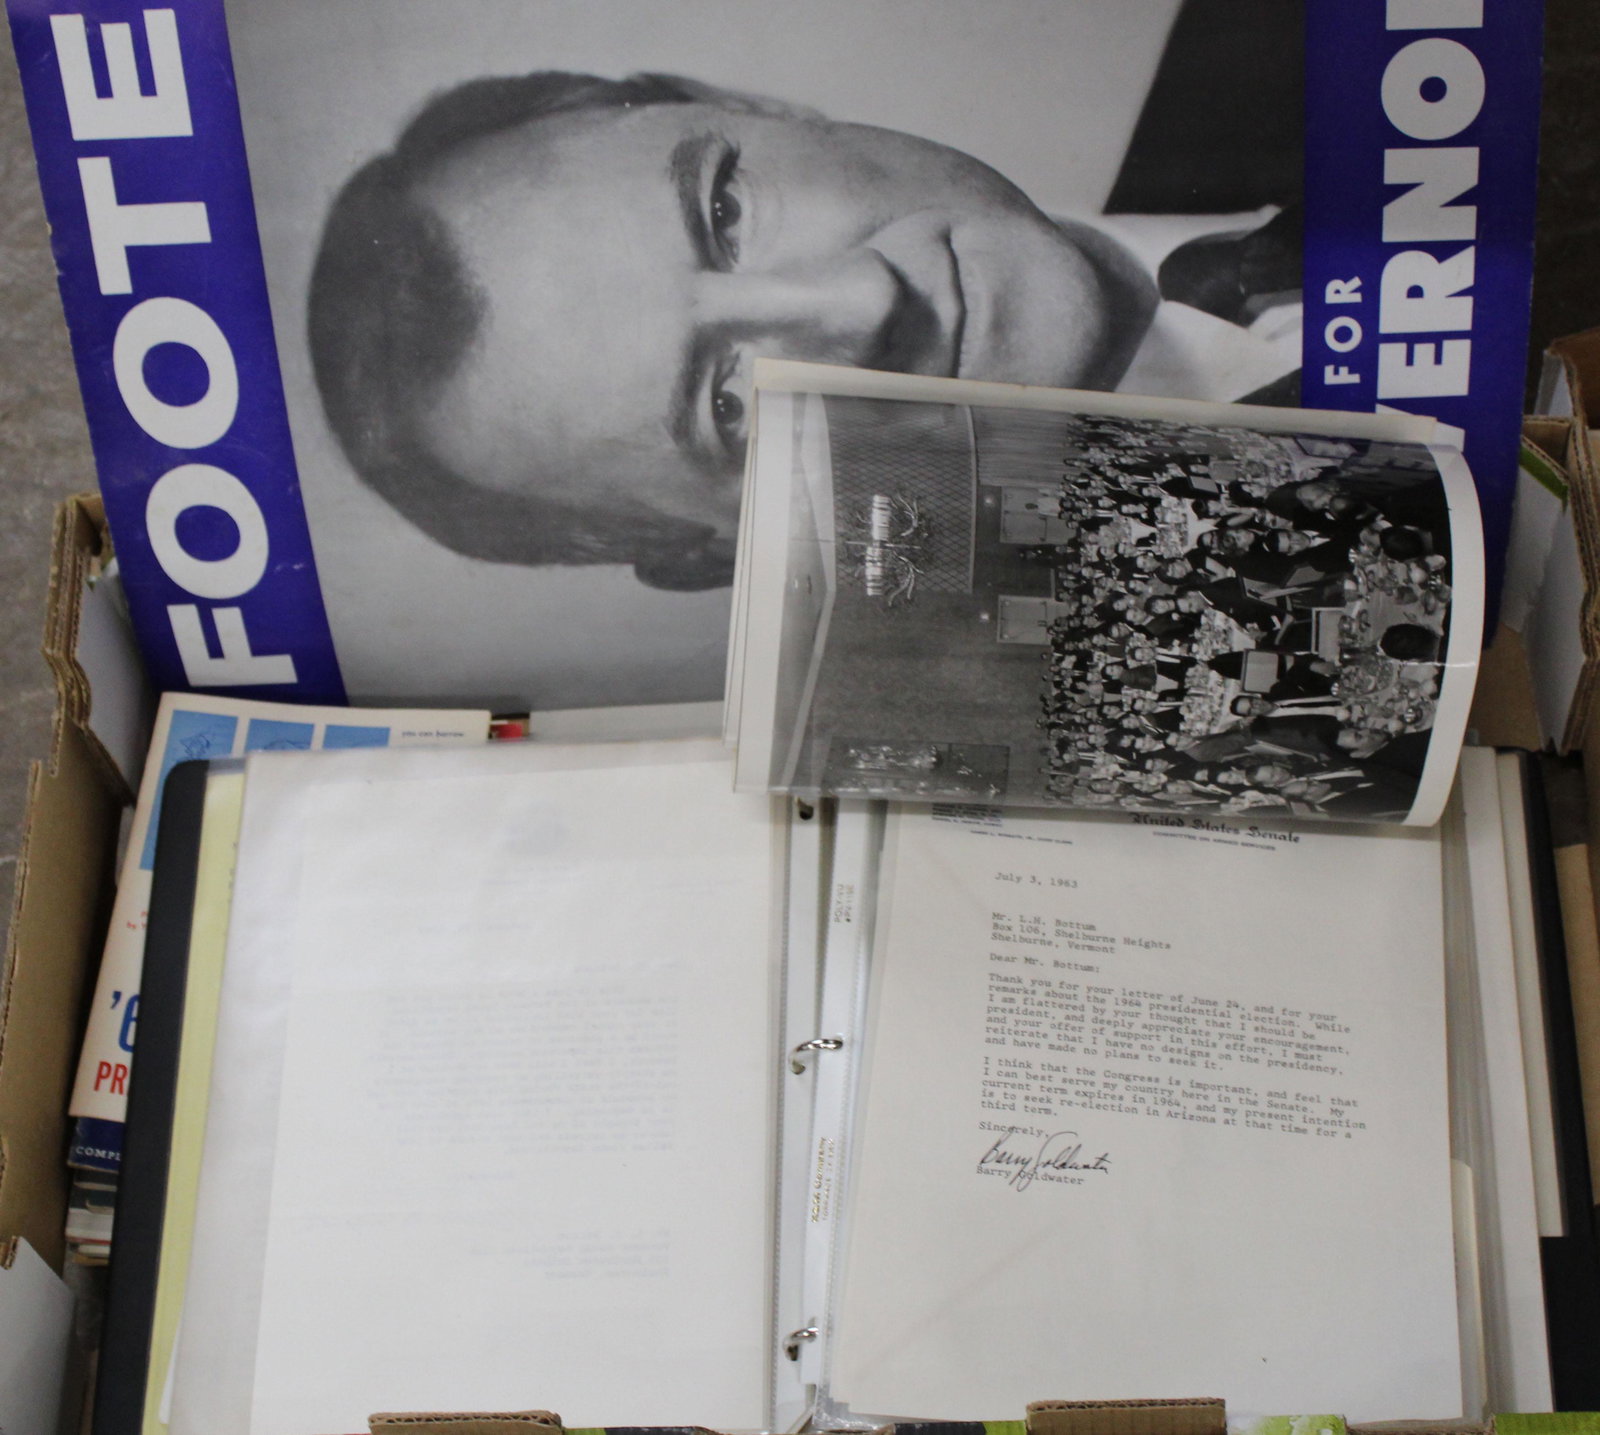 FOOTE
FOR
VERNO
you can borrow.
'6
PR
COMPL
United States Senate
COMMITTEE ON ARMED SERVICES
July 3, 1963
Mr. L.H. Bottum
Box 106, Shelburne Heights
Shelburne, Vermont
Dear Mr. Bottum:
Thank you for your letter of June 24, and for your
remarks about the 1964 presidential election. While
I am flattered by your thought that I should be
president, and deeply appreciate your encouragement,
and your offer of support in this effort, I must
reiterate that I have no designs on the presidency,
and have made no plans to seek it.
I think that the Congress is important, and feel that
I can best serve my country here in the Senate. My
current term expires in 1964, and my present intention
is to seek re-election in Arizona at that time for a
third term.
Sincerely,
Barry Goldwater
Barry Goldwater